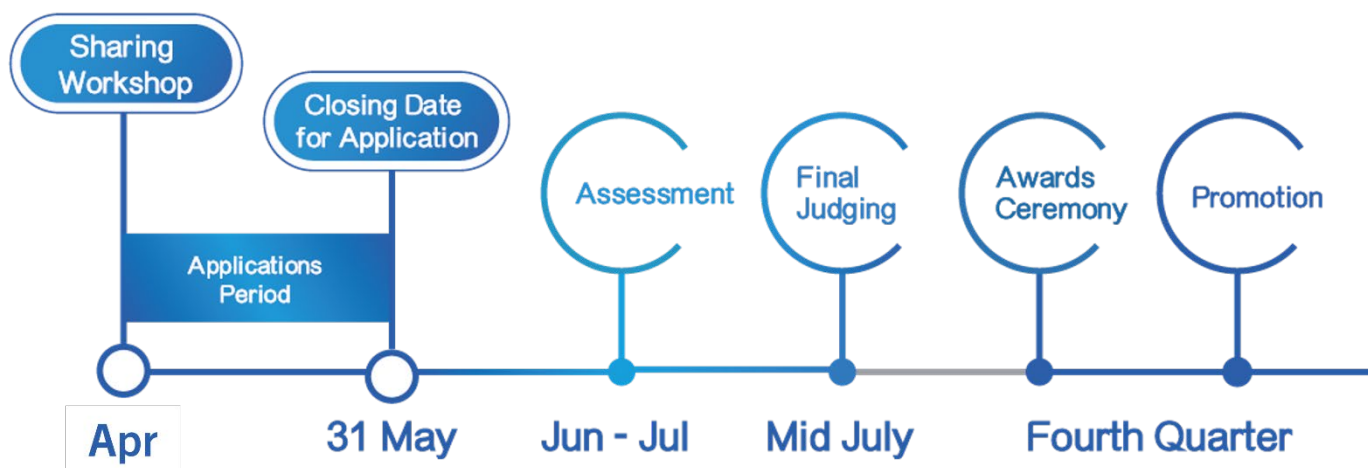 Sharing
Workshop
Closing Date
for Application
Applications
Period
Assessment
Final
Judging
Awards
Ceremony
Promotion
Apr
31 May
Jun - Jul
Mid July
Fourth Quarter